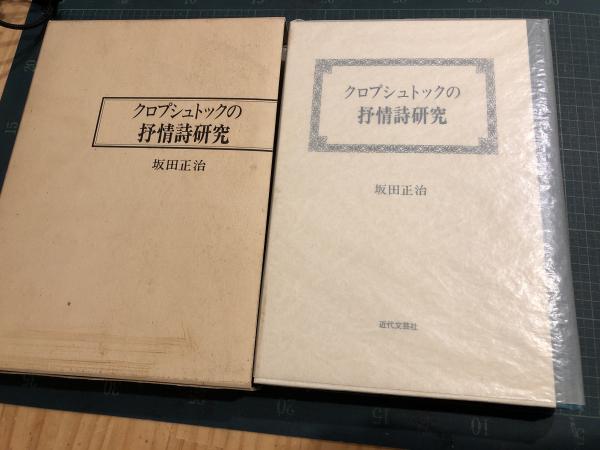 クロプシュトックの
抒情詩研究
坂田正治
クロプシュトックの
抒情詩研究
坂田正治
近代文芸社